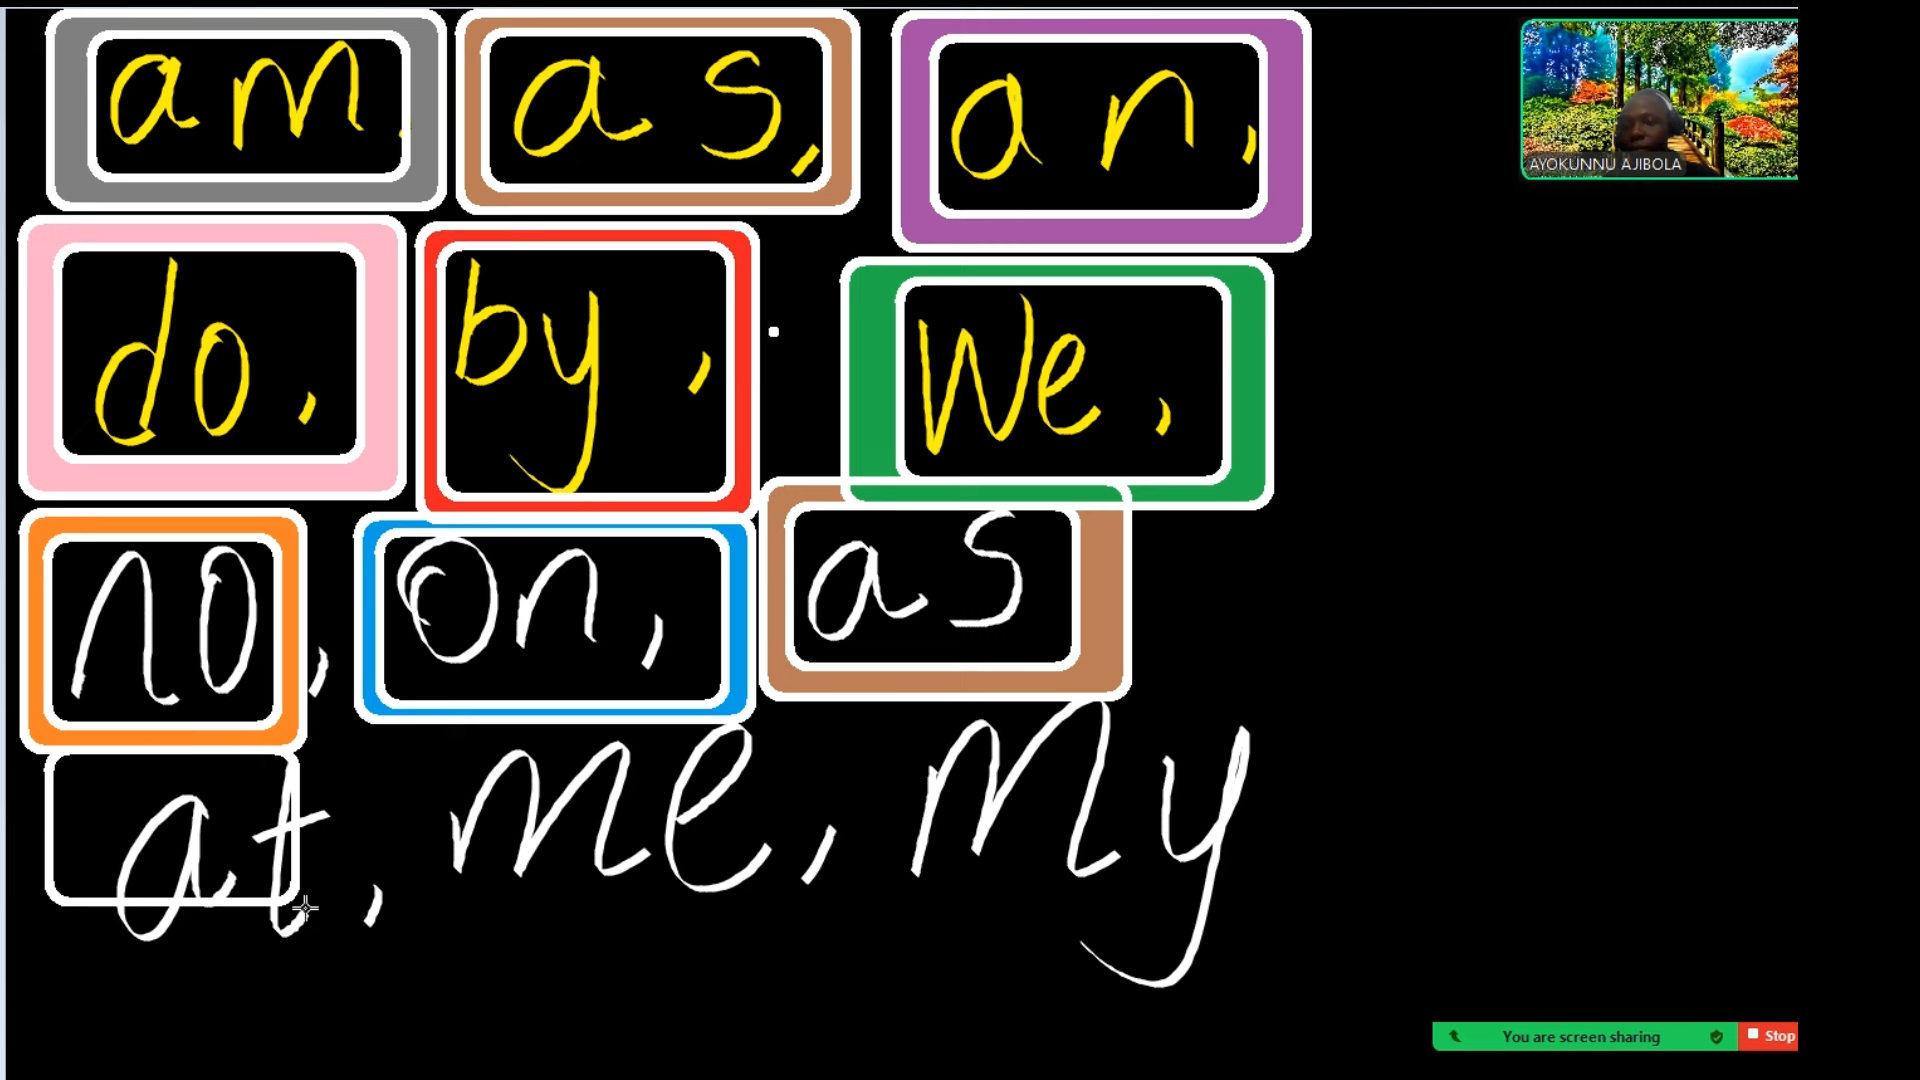 am, as, an,
AYOKUNNU AJIBOLA
do, by, We,
no, on, as
at, me, my
You are screen sharing
Stop